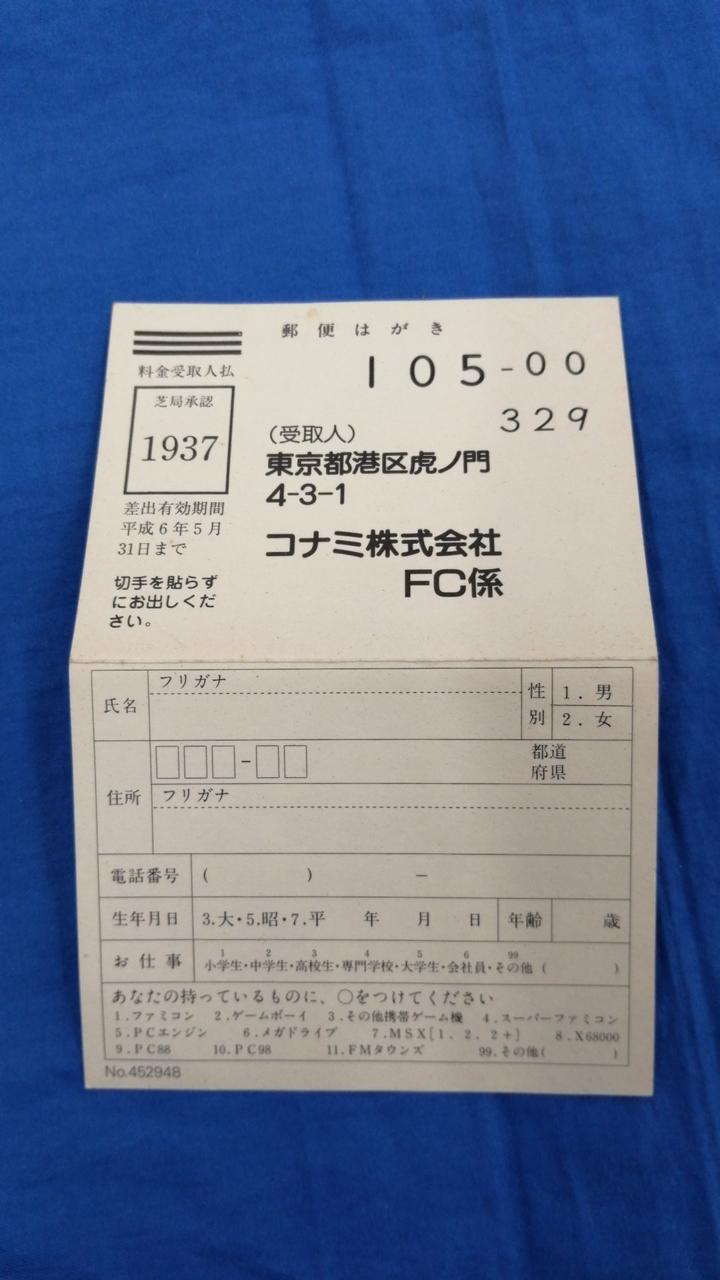 郵便はがき
料金受取人払
105-00
329
芝局承認
1937
差出有効期間
平成6年5月
31日まで
切手を貼らず
にお出しくだ
さい。
(受取人)
東京都港区虎ノ門
4-3-1
コナミ株式会社
FC係
氏名
フリガナ
性別
1.男
2.女
住所
-
都道
府県
フリガナ
電話番号
( ) -
生年月日
3.大・5.昭・7.平 年 月 日
年齢
歳
お仕事
1 2 3 4 5 6 99
小学生・中学生・高校生・専門学校・大学生・会社員・その他( )
あなたの持っているものに、○をつけてください
1.ファミコン 2.ゲームボーイ 3.その他携帯ゲーム機 4.スーパーファミコン
5.PCエンジン 6.メガドライブ 7.MSX[1.2.2+] 8.X68000
9.PC88 10.PC98 11.FMタウンズ 99.その他( )
No.452948